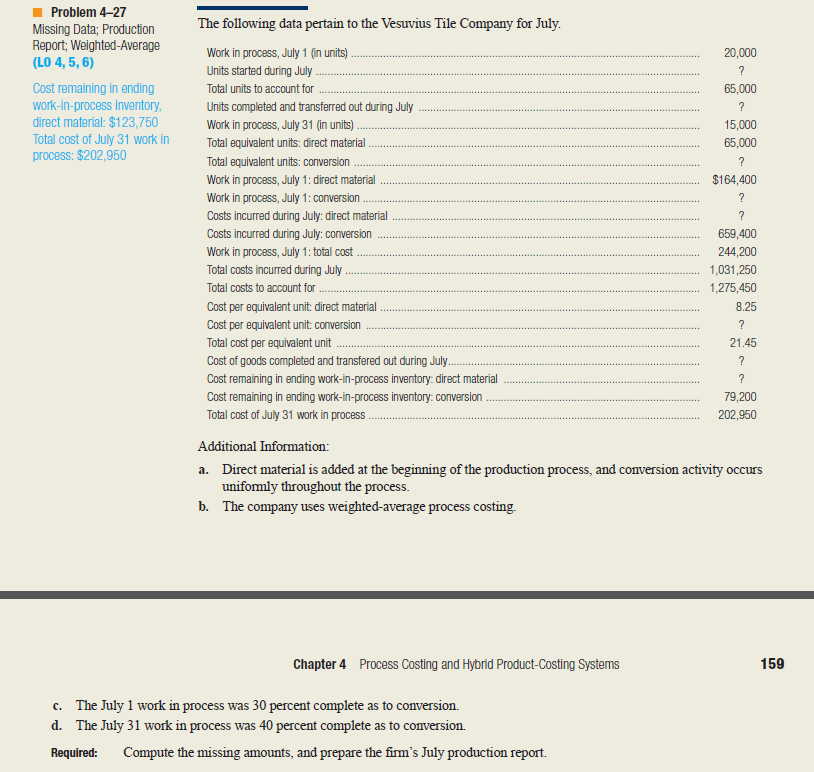 Problem 4–27
Missing Data; Production
Report; Weighted-Average
(LO 4, 5, 6)
Cost remaining in ending
work-in-process inventory,
direct material: $123,750
Total cost of July 31 work in
process: $202,950
The following data pertain to the Vesuvius Tile Company for July.
Work in process, July 1 (in units) 20,000
Units started during July ?
Total units to account for 65,000
Units completed and transferred out during July ?
Work in process, July 31 (in units) 15,000
Total equivalent units: direct material 65,000
Total equivalent units: conversion ?
Work in process, July 1: direct material $164,400
Work in process, July 1: conversion ?
Costs incurred during July: direct material ?
Costs incurred during July: conversion 659,400
Work in process, July 1: total cost 244,200
Total costs incurred during July 1,031,250
Total costs to account for 1,275,450
Cost per equivalent unit: direct material 8.25
Cost per equivalent unit: conversion ?
Total cost per equivalent unit 21.45
Cost of goods completed and transfered out during July ?
Cost remaining in ending work-in-process inventory: direct material ?
Cost remaining in ending work-in-process inventory: conversion 79,200
Total cost of July 31 work in process 202,950
Additional Information:
a. Direct material is added at the beginning of the production process, and conversion activity occurs
uniformly throughout the process.
b. The company uses weighted-average process costing.
Chapter 4 Process Costing and Hybrid Product-Costing Systems 159
c. The July 1 work in process was 30 percent complete as to conversion.
d. The July 31 work in process was 40 percent complete as to conversion.
Required: Compute the missing amounts, and prepare the firm's July production report.